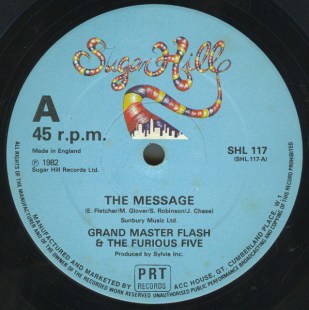 Sugar Hill
A
45 r.p.m.
Made in England
℗ 1982
Sugar Hill Records Ltd.
SHL 117
(SHL.117-A)
THE MESSAGE
(E. Fletcher/M. Glover/S. Robinson/J. Chase)
Sunbury Music Ltd.
GRAND MASTER FLASH
& THE FURIOUS FIVE
Produced by Sylvia Inc.
PRT
RECORDS
ALL RIGHTS OF THE MANUFACTURER AND OF THE OWNER OF THE RECORDED WORK RESERVED UNAUTHORISED PUBLIC PERFORMANCE BROADCASTING AND COPYING OF THIS RECORD PROHIBITED
MANUFACTURED AND MARKETED BY
ACC HOUSE, GT. CUMBERLAND PLACE, W.1.